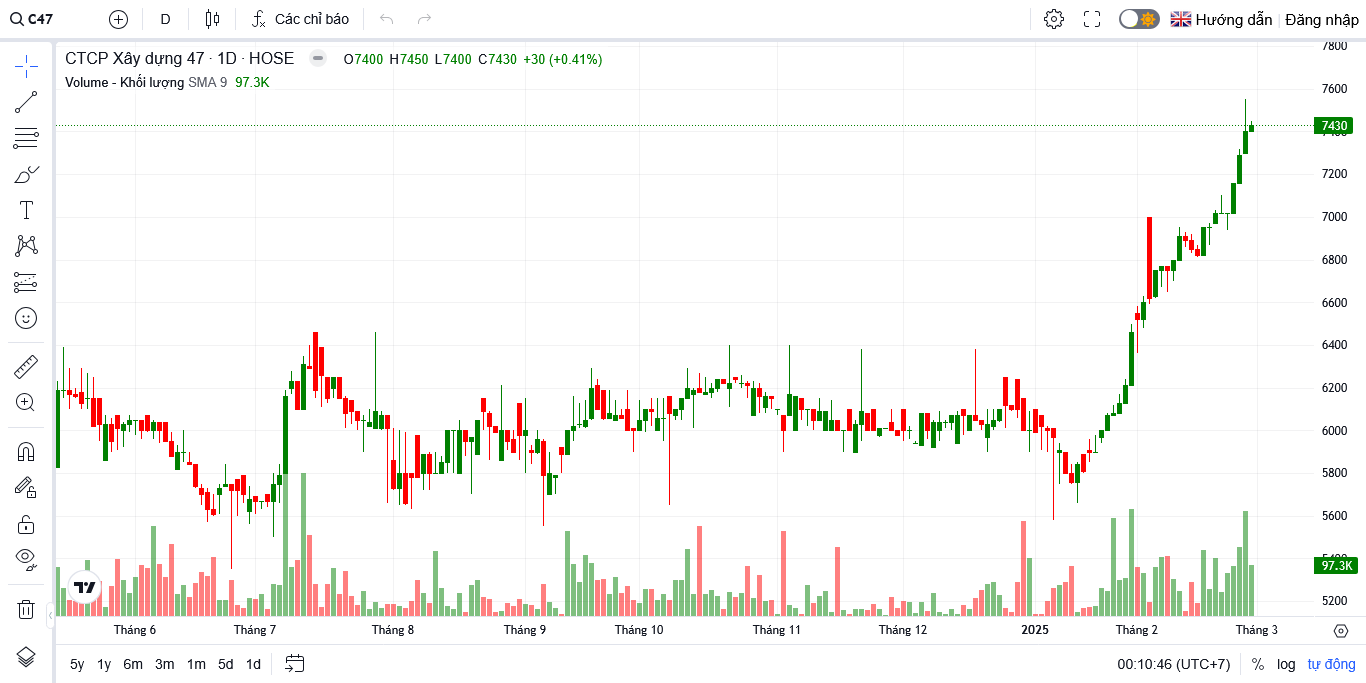 C47 D Các chỉ báo Hướng dẫn Đăng nhập
CTCP Xây dựng 47 · 1D · HOSE O7400 H7450 L7400 C7430 +30 (+0.41%)
Volume - Khối lượng SMA 9 97.3K
7800
7600
7430
7400
7200
7000
6800
6600
6400
6200
6000
5800
5600
5400
97.3K
5200
Tháng 6 Tháng 7 Tháng 8 Tháng 9 Tháng 10 Tháng 11 Tháng 12 2025 Tháng 2 Tháng 3
5y 1y 6m 3m 1m 5d 1d 00:10:46 (UTC+7) % log tự động